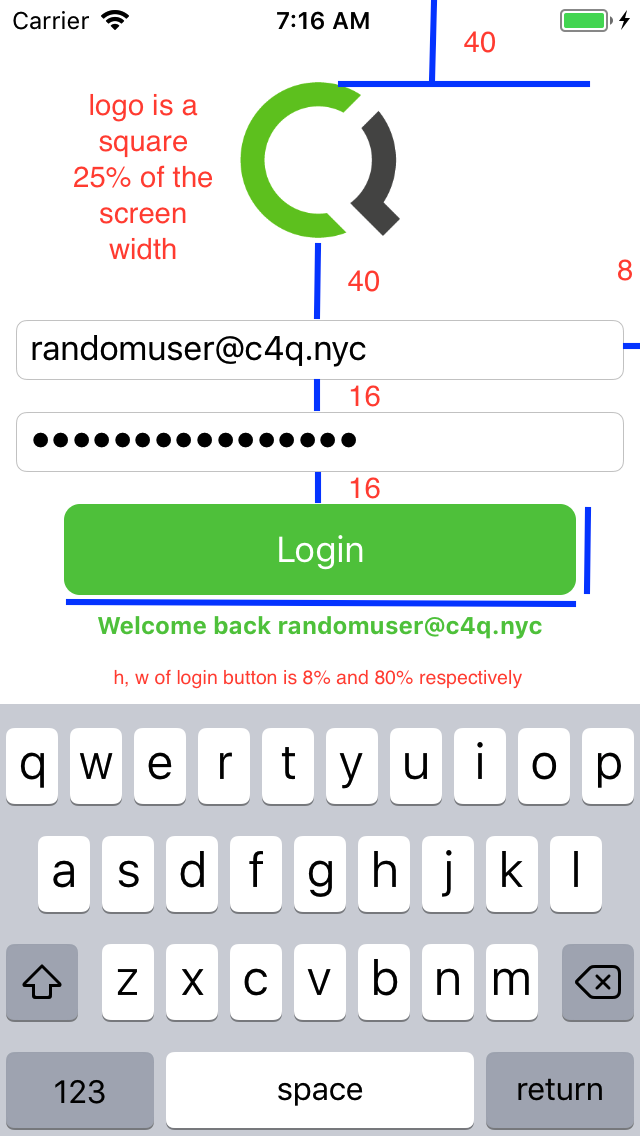 Carrier 7:16 AM
40
logo is a
square
25% of the
screen
width
40
8
randomuser@c4q.nyc
16
●●●●●●●●●●●●●●●●
16
Login
Welcome back randomuser@c4q.nyc
h, w of login button is 8% and 80% respectively
q w e r t y u i o p
a s d f g h j k l
z x c v b n m
123 space return